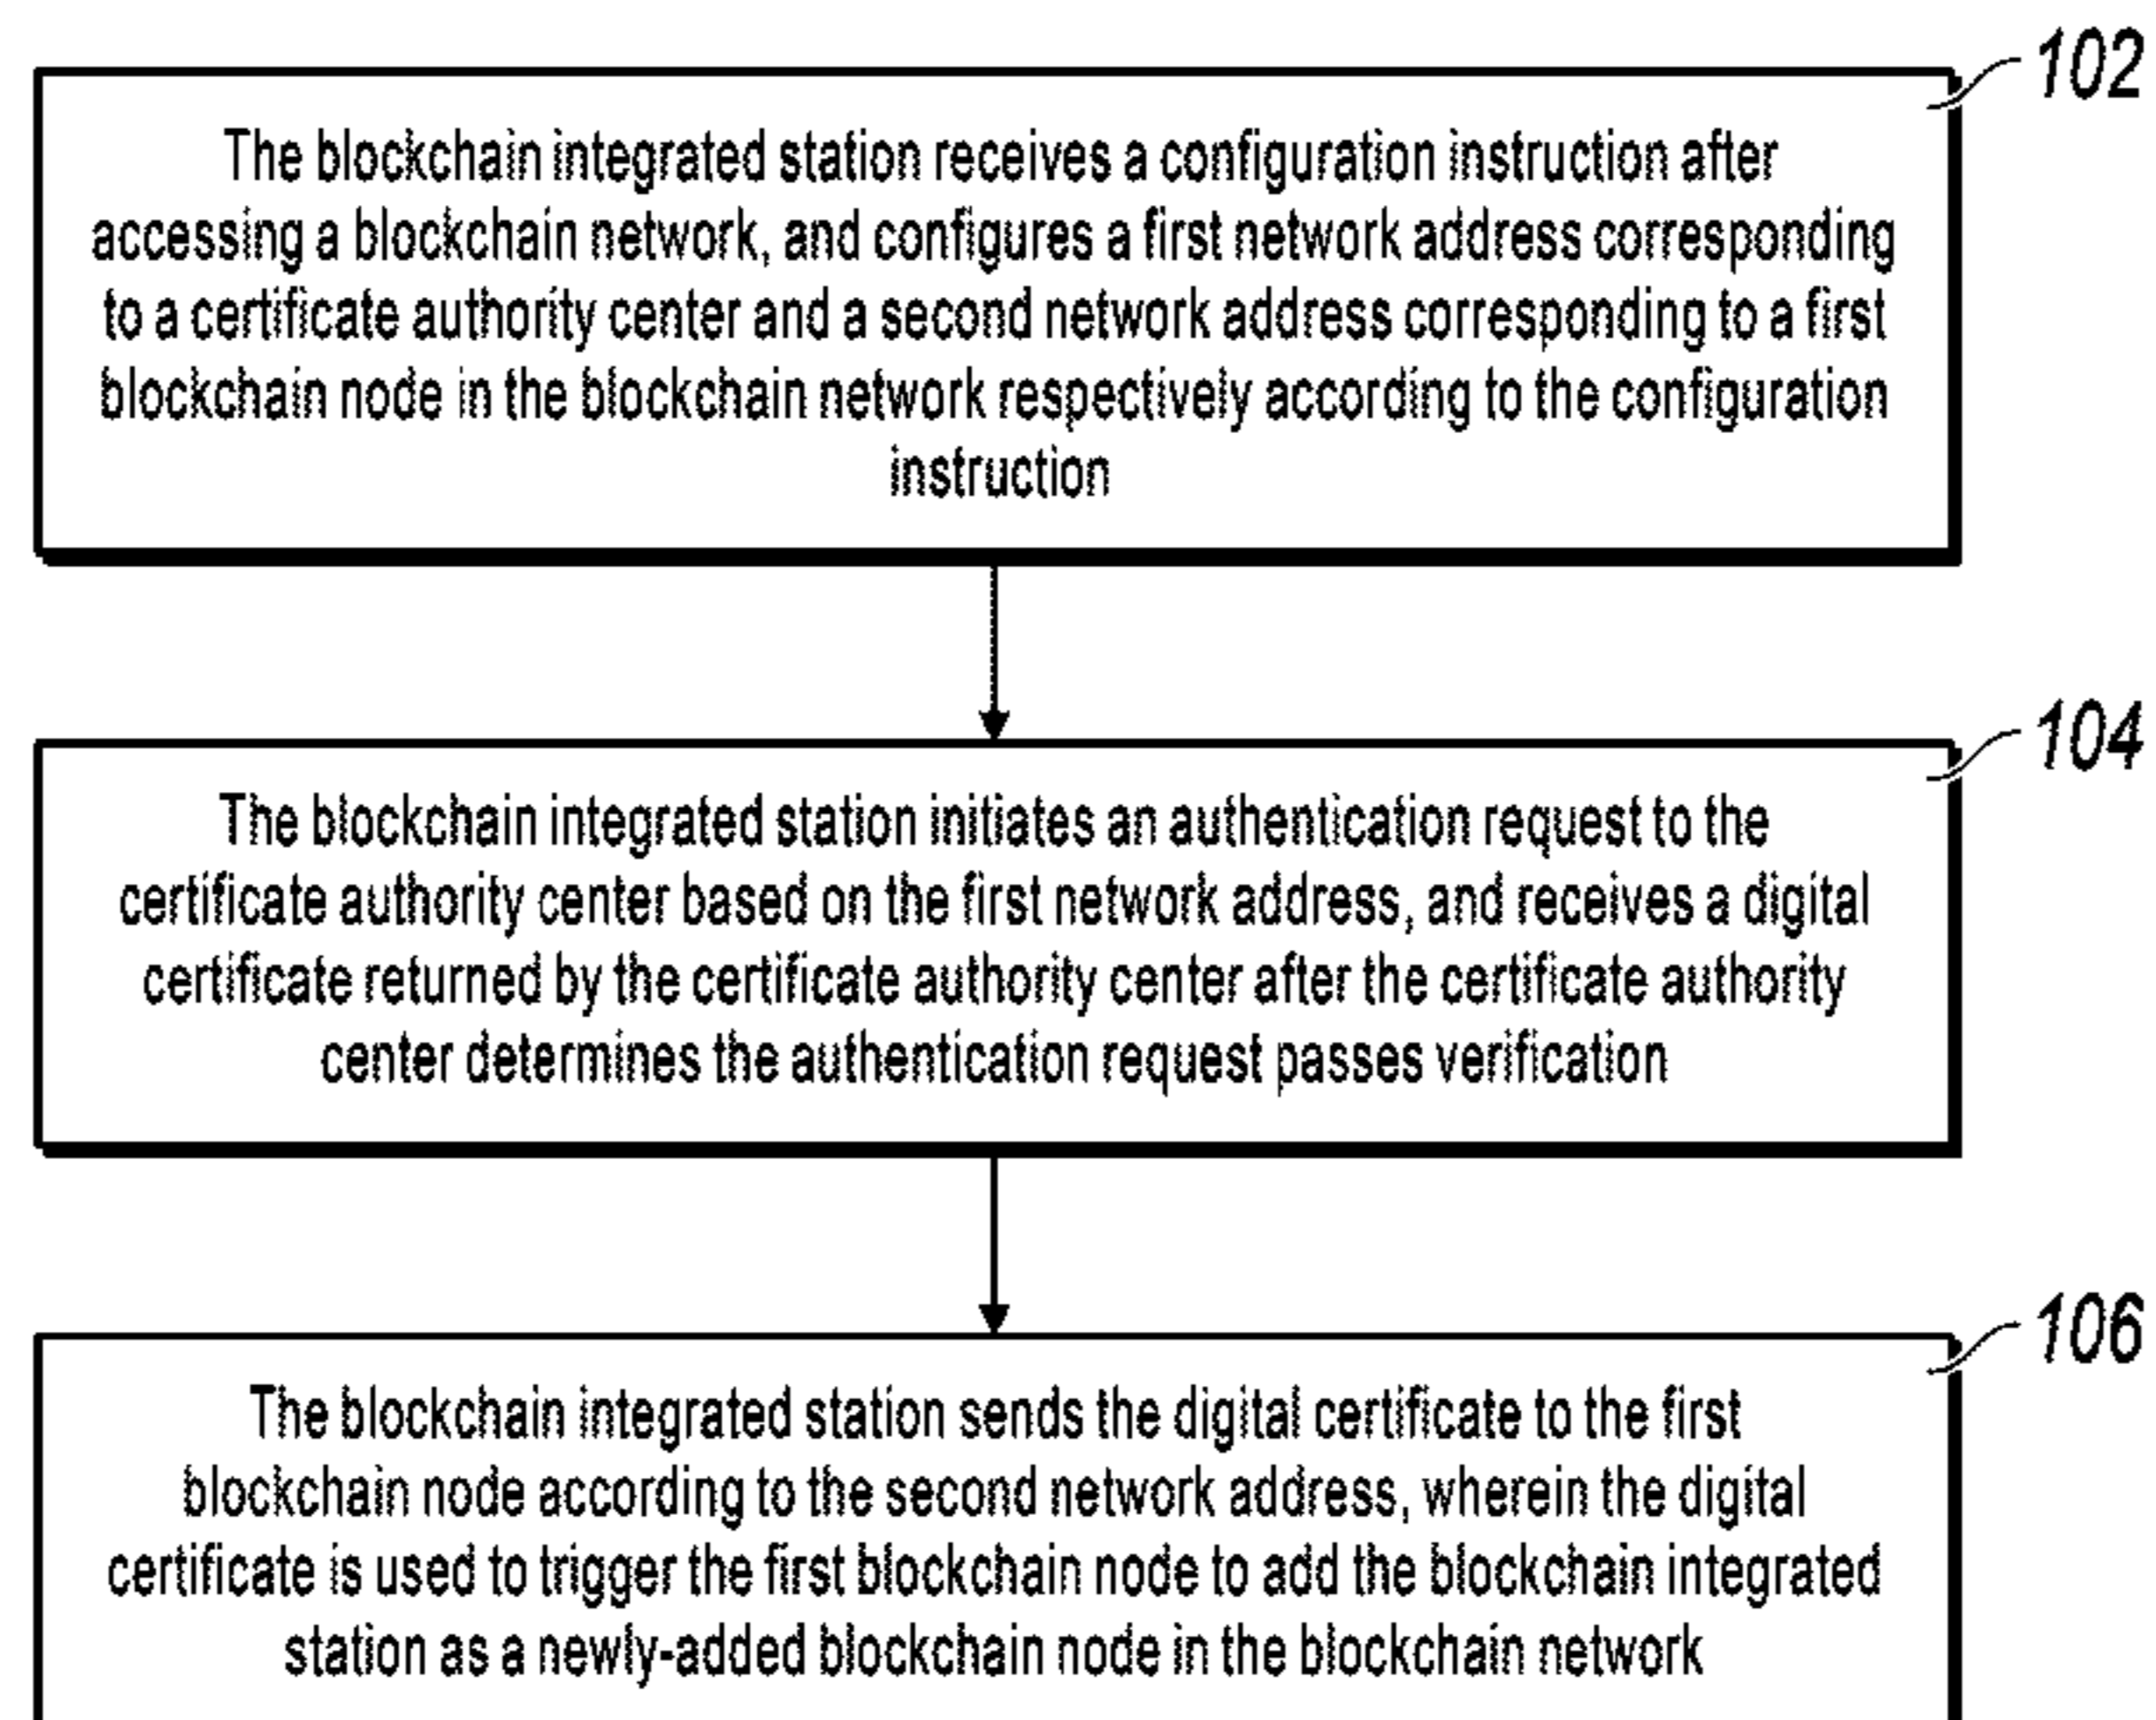 102
The blockchain integrated station receives a configuration instruction after
accessing a blockchain network, and configures a first network address corresponding
to a certificate authority center and a second network address corresponding to a first
blockchain node in the blockchain network respectively according to the configuration
instruction
104
The blockchain integrated station initiates an authentication request to the
certificate authority center based on the first network address, and receives a digital
certificate returned by the certificate authority center after the certificate authority
center determines the authentication request passes verification
106
The blockchain integrated station sends the digital certificate to the first
blockchain node according to the second network address, wherein the digital
certificate is used to trigger the first blockchain node to add the blockchain integrated
station as a newly-added blockchain node in the blockchain network